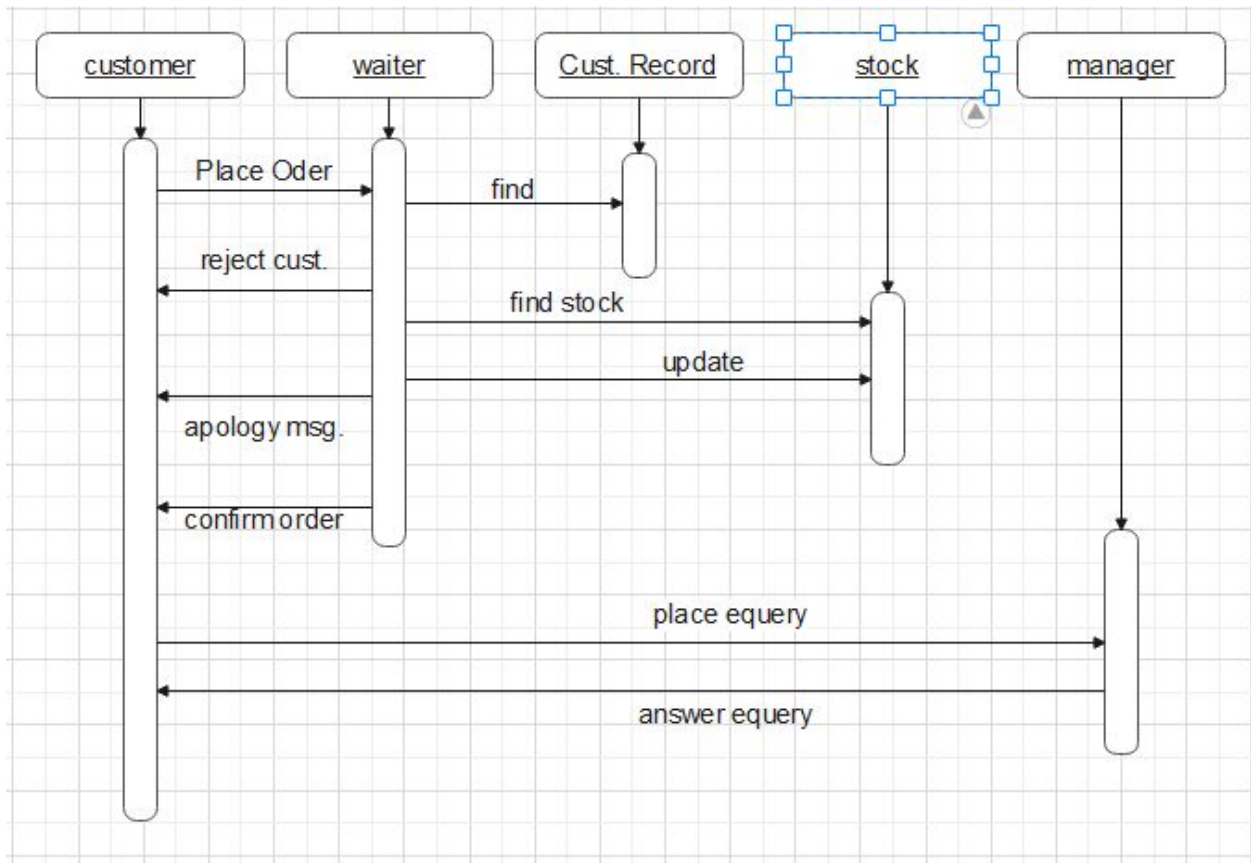 customer
waiter
Cust. Record
stock
manager
Place Oder
find
reject cust.
find stock
update
apology msg.
confirm order
place equery
answer equery